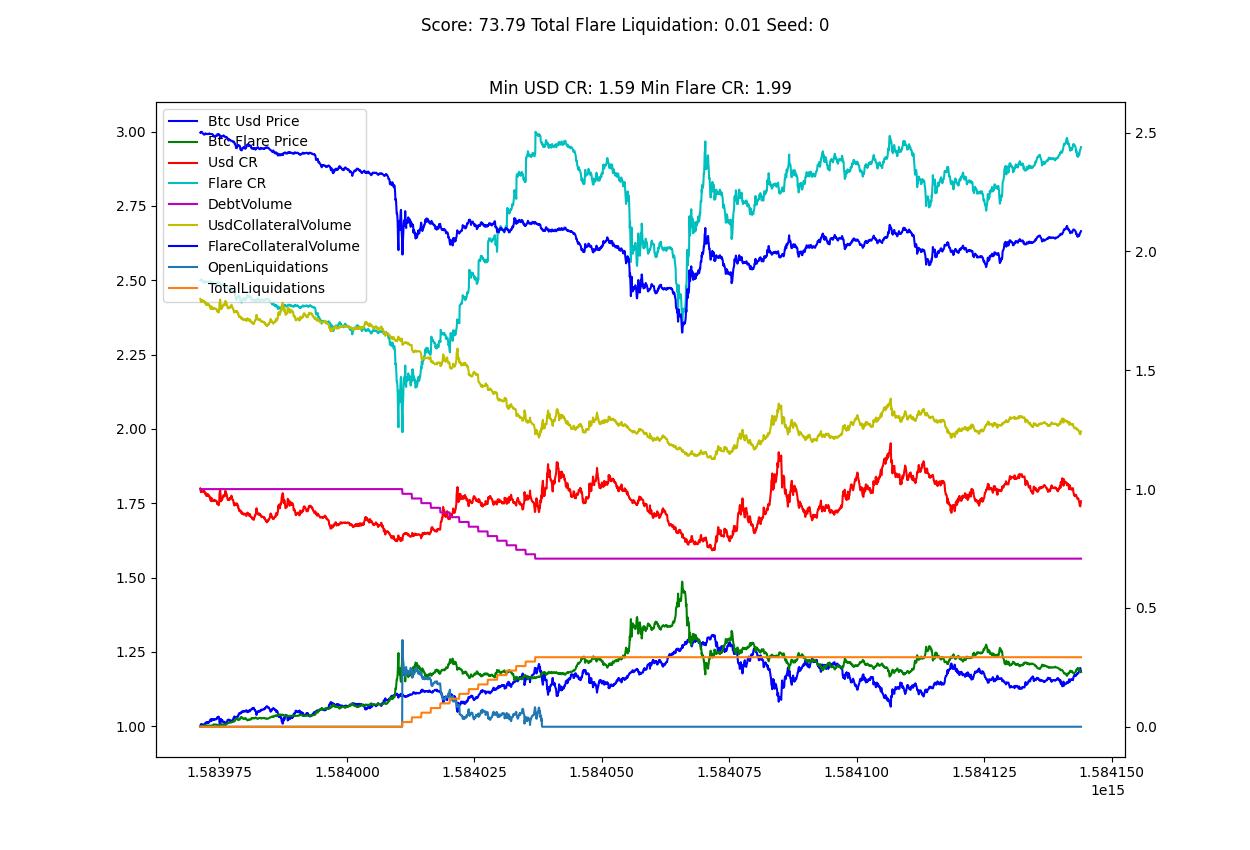 Score: 73.79 Total Flare Liquidation: 0.01 Seed: 0
Min USD CR: 1.59 Min Flare CR: 1.99
Btc Usd Price
Btc Flare Price
Usd CR
Flare CR
DebtVolume
UsdCollateralVolume
FlareCollateralVolume
OpenLiquidations
TotalLiquidations
3.00
2.75
2.50
2.25
2.00
1.75
1.50
1.25
1.00
2.5
2.0
1.5
1.0
0.5
0.0
1.583975 1.584000 1.584025 1.584050 1.584075 1.584100 1.584125 1.584150
1e15